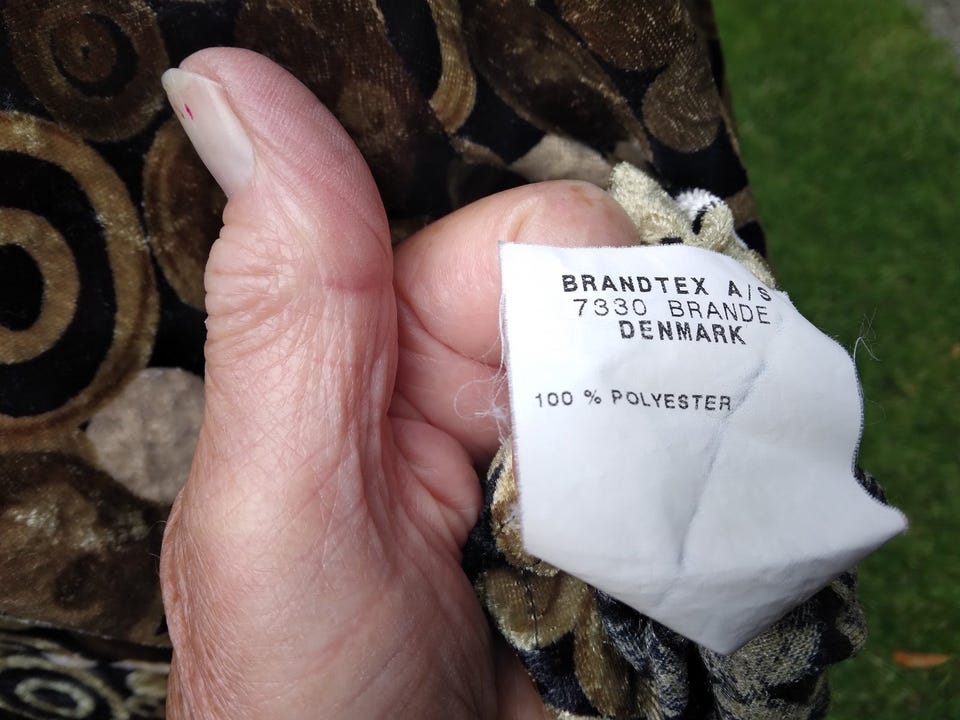 BRANDTEX A/S
7330 BRANDE
DENMARK
100 % POLYESTER